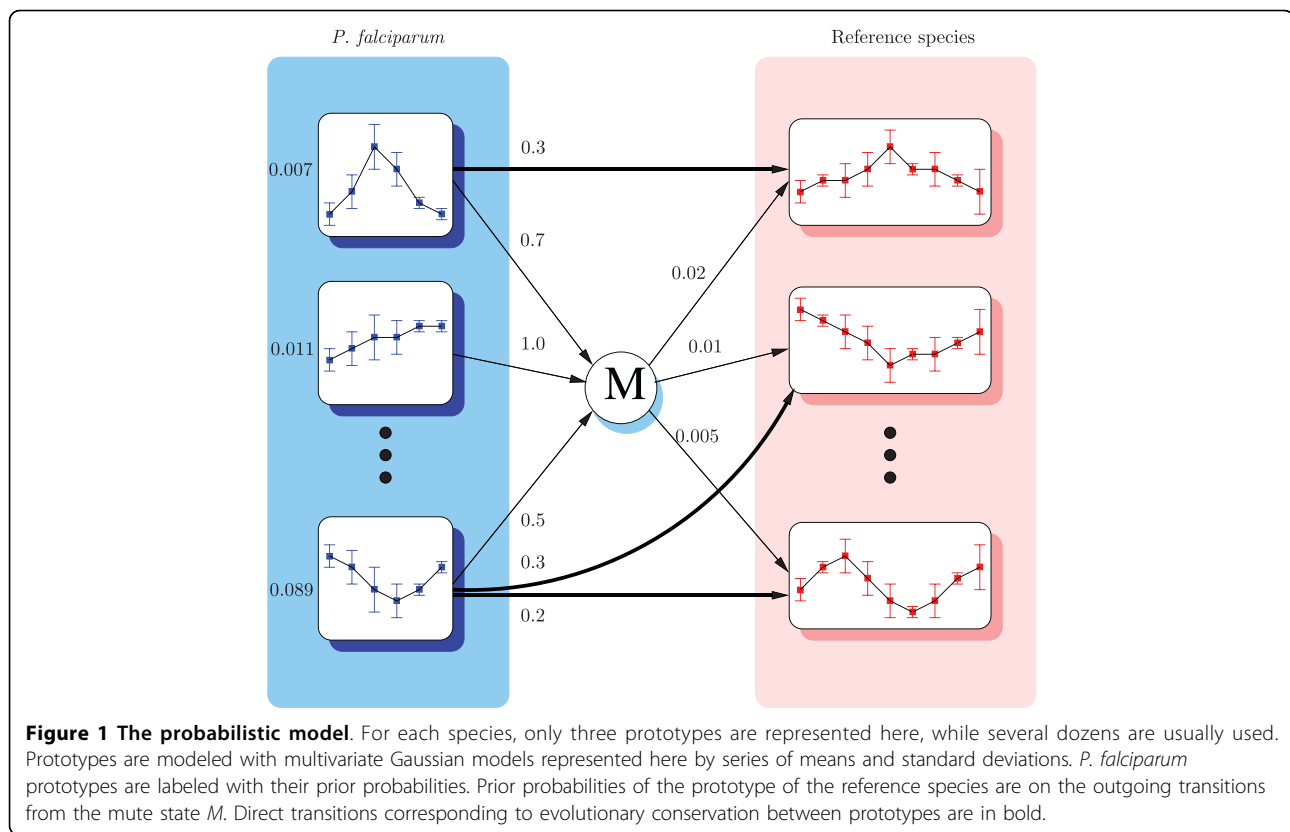 P. falciparum
Reference species
0.007
0.3
0.7
0.02
0.011
1.0
0.01
M
0.005
0.5
0.3
0.089
0.2
Figure 1 The probabilistic model. For each species, only three prototypes are represented here, while several dozens are usually used.
Prototypes are modeled with multivariate Gaussian models represented here by series of means and standard deviations. P. falciparum
prototypes are labeled with their prior probabilities. Prior probabilities of the prototype of the reference species are on the outgoing transitions
from the mute state M. Direct transitions corresponding to evolutionary conservation between prototypes are in bold.